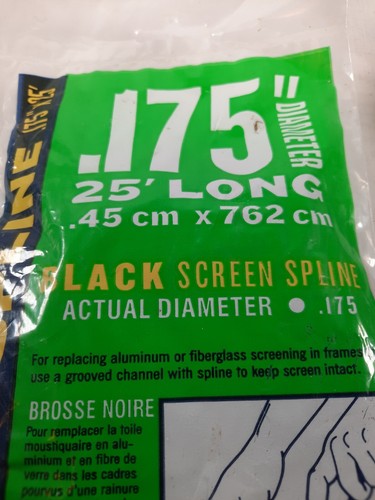 .175" DIAMETER
25' LONG
.45 cm x 762 cm
BLACK SCREEN SPLINE
ACTUAL DIAMETER ● .175
For replacing aluminum or fiberglass screening in frames
use a grooved channel with spline to keep screen intact.
BROSSE NOIRE
Pour remplacer la toile
moustiquaire en alu-
minium et en fibre de
verre dans les cadres
pourvus d'une rainure
.175" x 25'